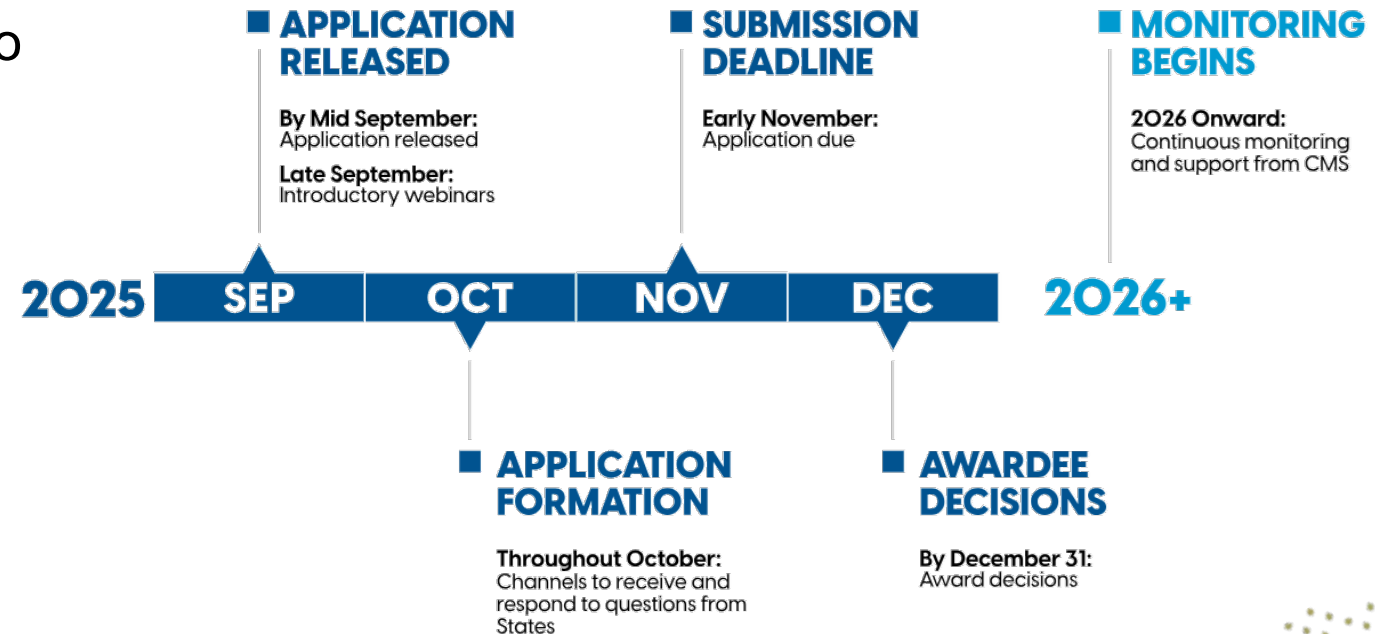 o
APPLICATION
RELEASED
By Mid September:
Application released
Late September:
Introductory webinars
SUBMISSION
DEADLINE
Early November:
Application due
MONITORING
BEGINS
2026 Onward:
Continuous monitoring
and support from CMS
2025
SEP
OCT
NOV
DEC
2026+
APPLICATION
FORMATION
Throughout October:
Channels to receive and
respond to questions from
States
AWARDEE
DECISIONS
By December 31:
Award decisions